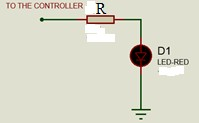 TO THE CONTROLLER
R
D1
LED-RED